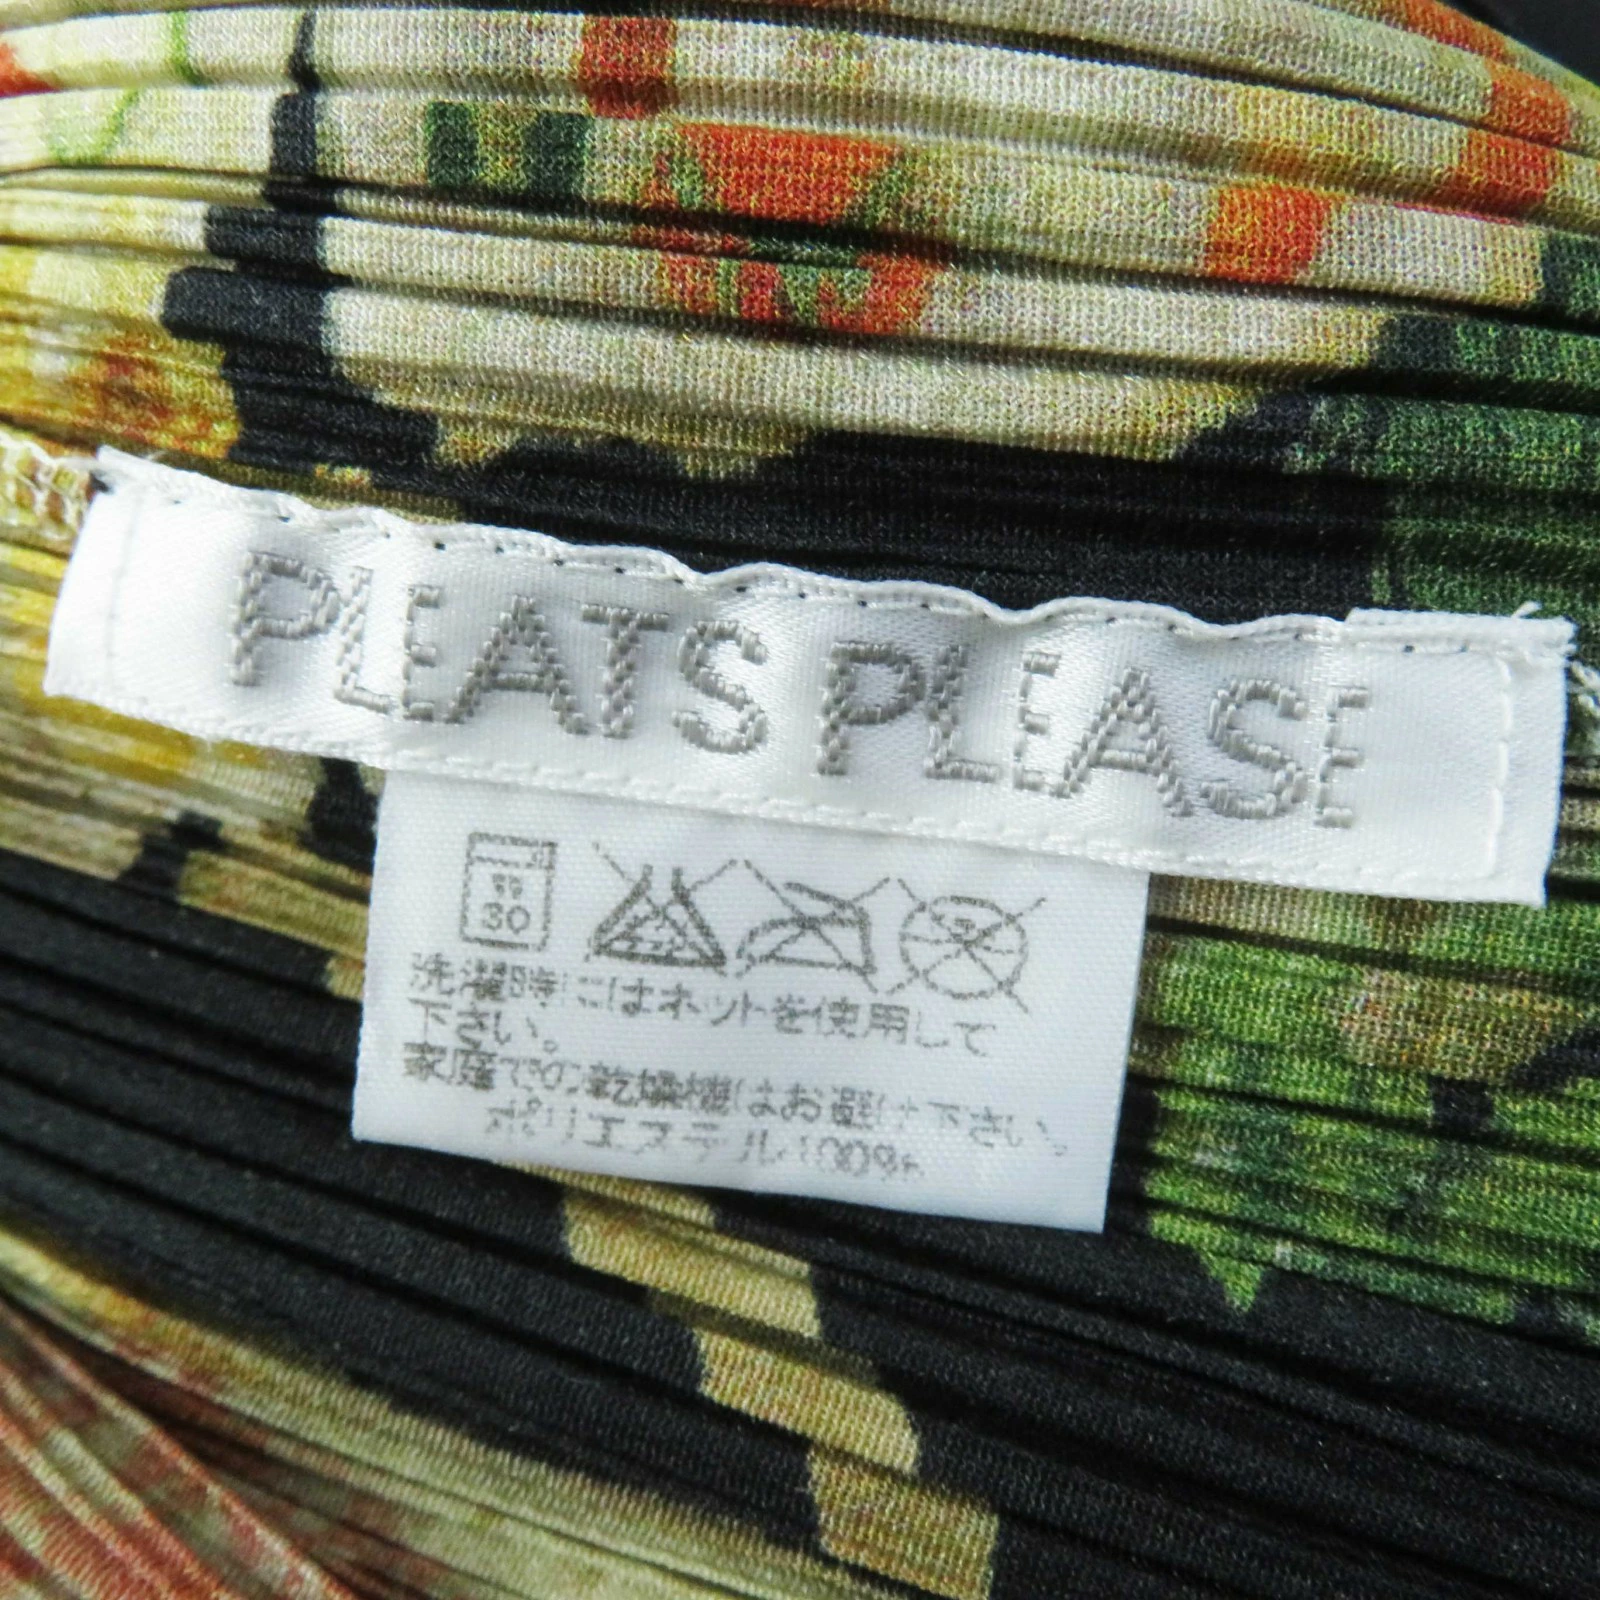 PLEATS PLEASE
30
洗濯時にはネットを使用して
下さい。
家庭での乾燥機はお避け下さい。
ポリエステル100%